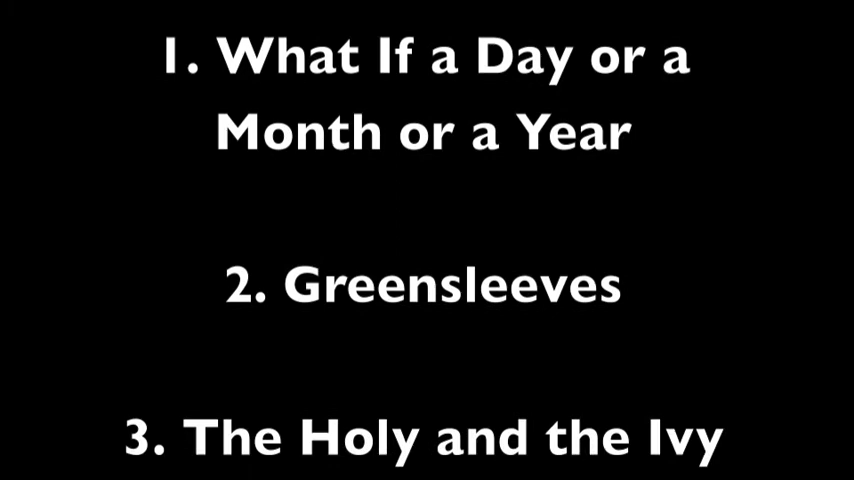 1. What If a Day or a
Month or a Year
2. Greensleeves
3. The Holy and the Ivy